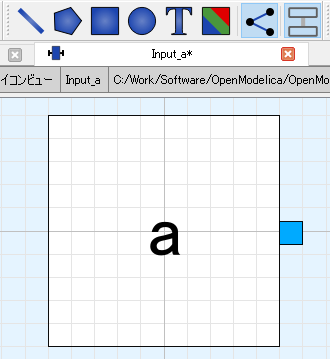 T
Input_a*
イコンビュー Input_a C:/Work/Software/OpenModelica/OpenMo
a